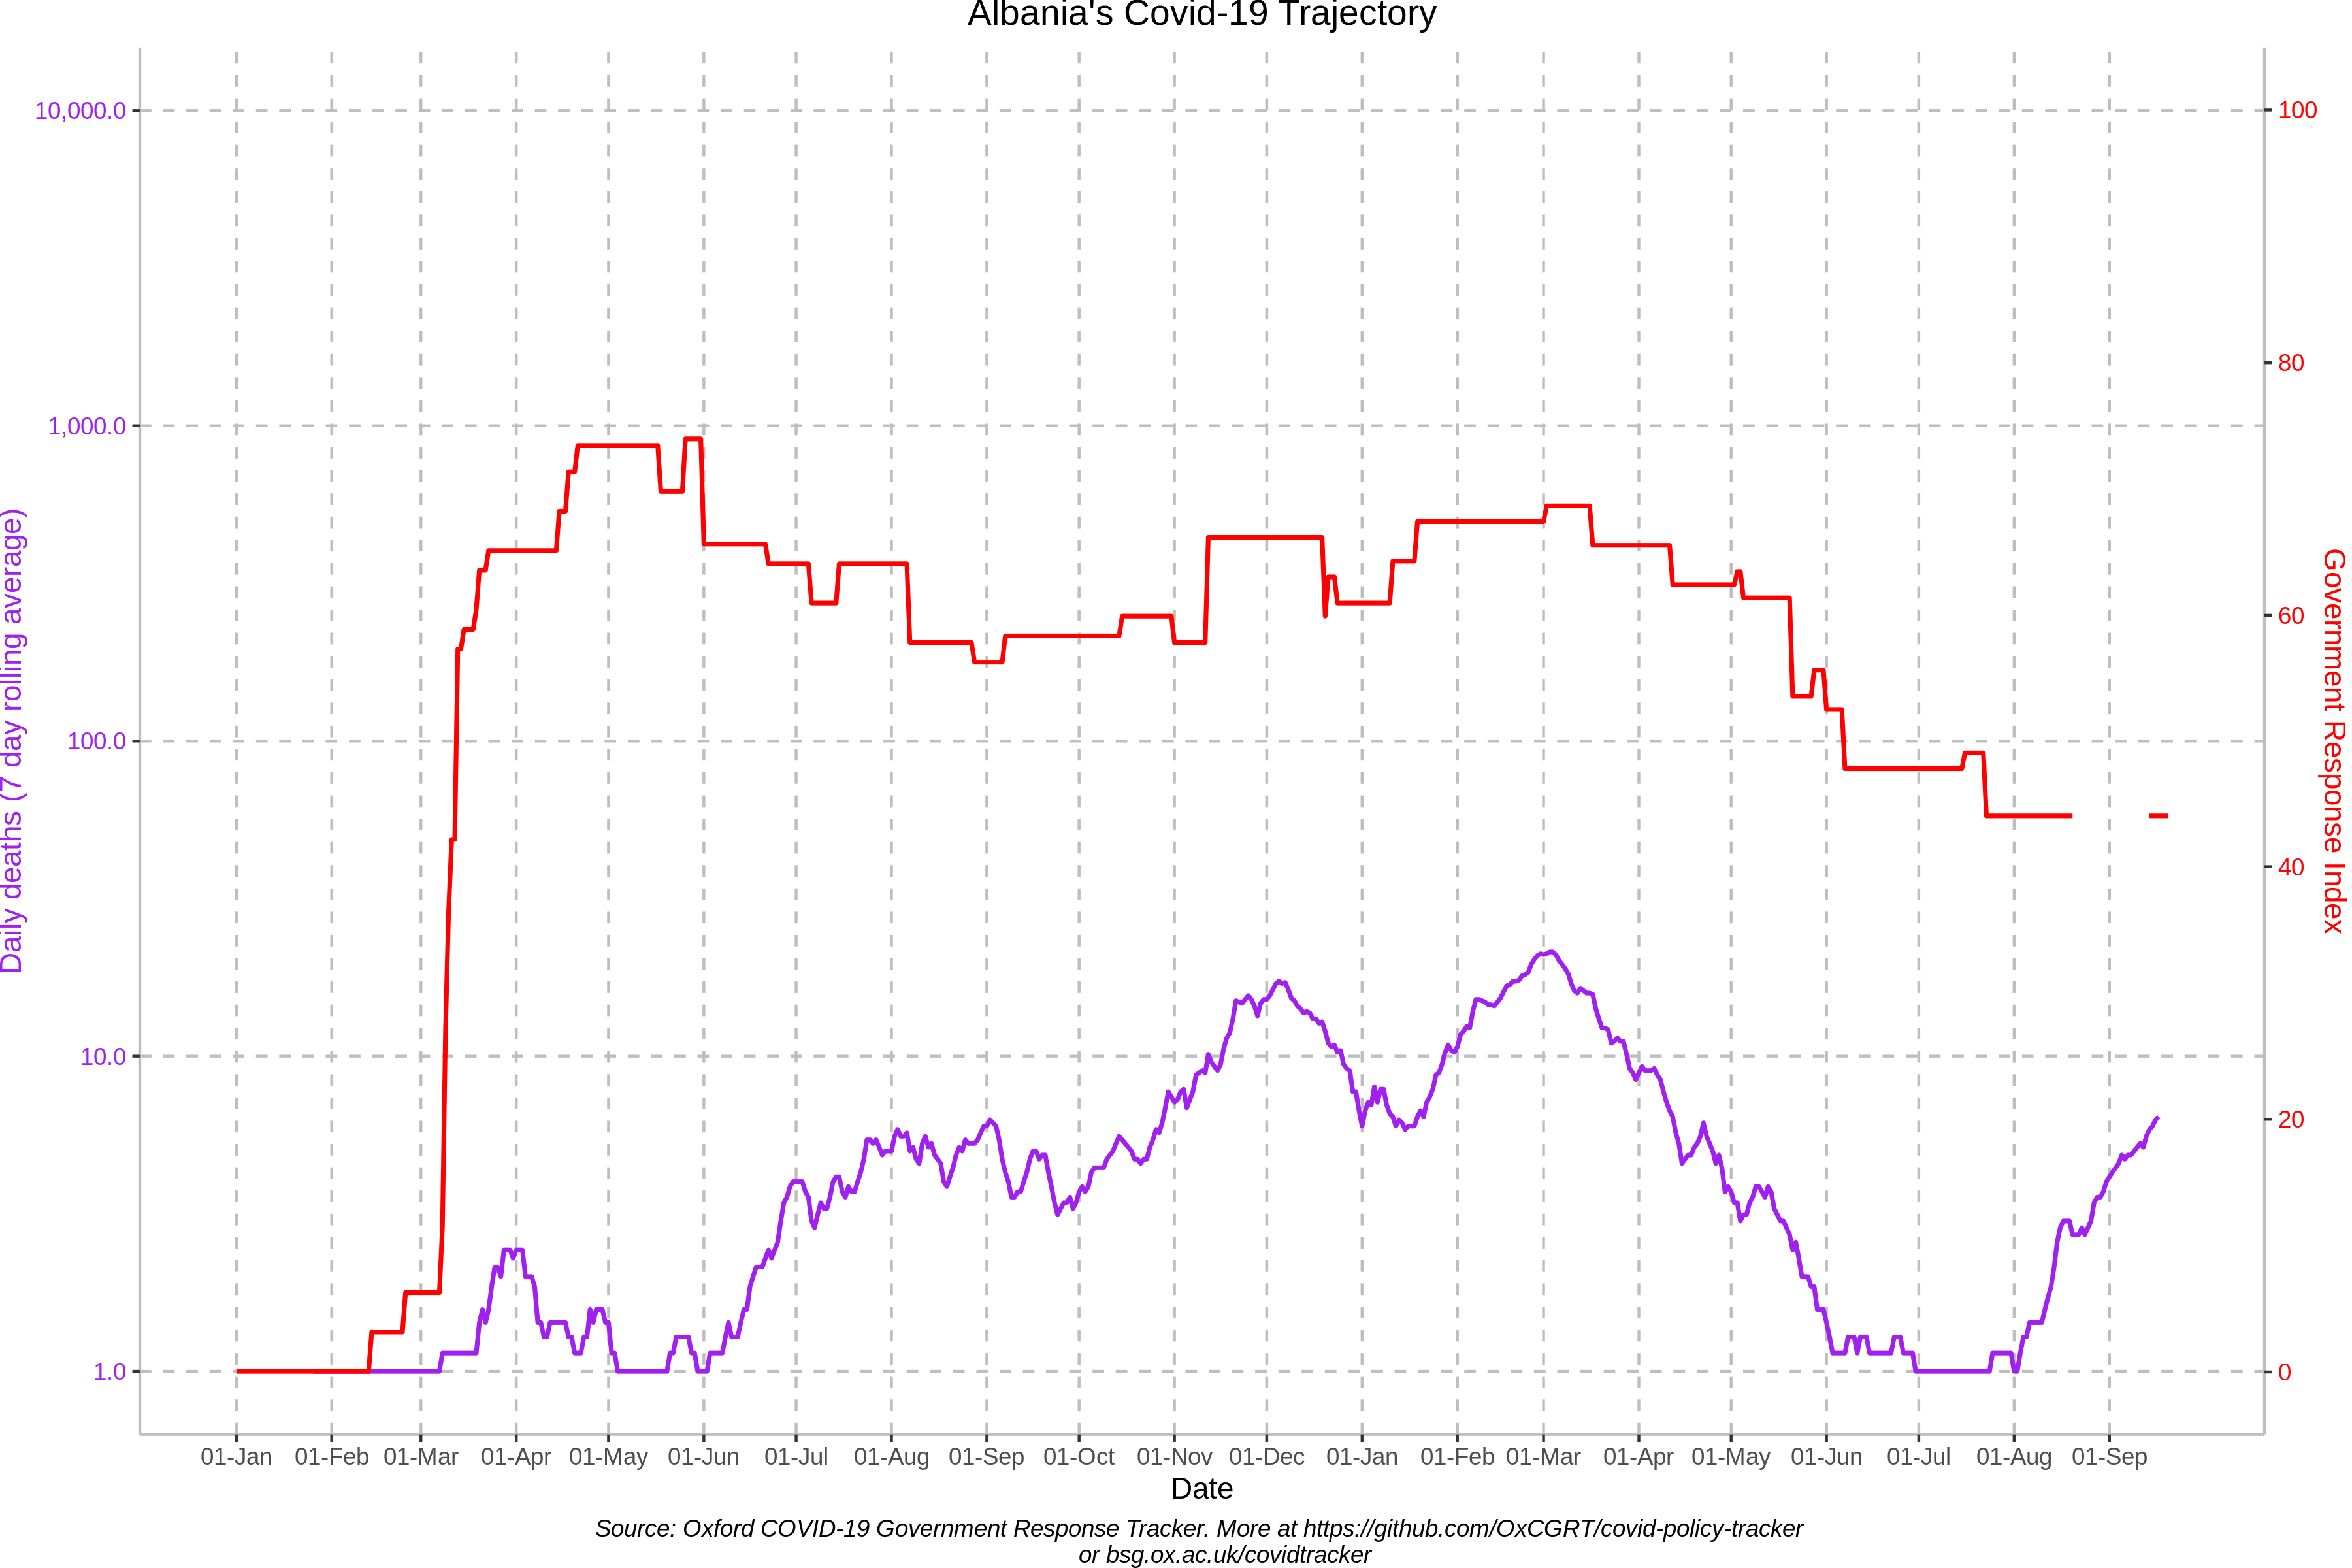 Albania's Covid-19 Trajectory
10,000.0
1,000.0
100.0
10.0
1.0
Daily deaths (7 day rolling average)
100
80
60
40
20
0
Government Response Index
01-Jan 01-Feb 01-Mar 01-Apr 01-May 01-Jun 01-Jul 01-Aug 01-Sep 01-Oct 01-Nov 01-Dec 01-Jan 01-Feb 01-Mar 01-Apr 01-May 01-Jun 01-Jul 01-Aug 01-Sep
Date
Source: Oxford COVID-19 Government Response Tracker. More at https://github.com/OxCGRT/covid-policy-tracker
or bsg.ox.ac.uk/covidtracker